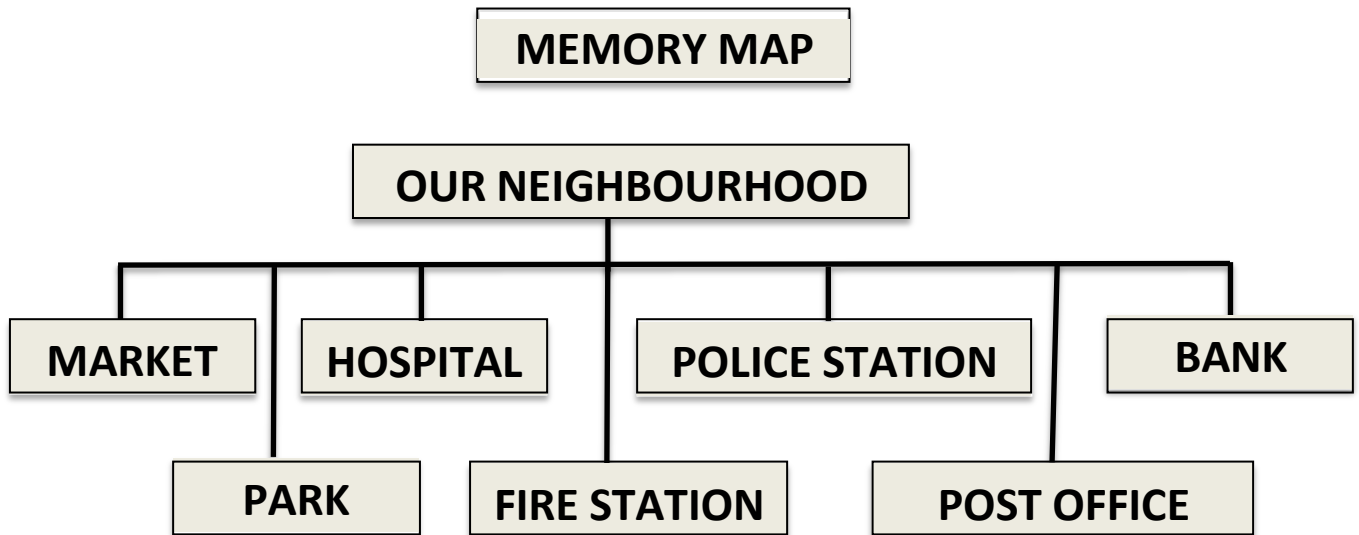 MEMORY MAP
OUR NEIGHBOURHOOD
MARKET
HOSPITAL
POLICE STATION
BANK
PARK
FIRE STATION
POST OFFICE